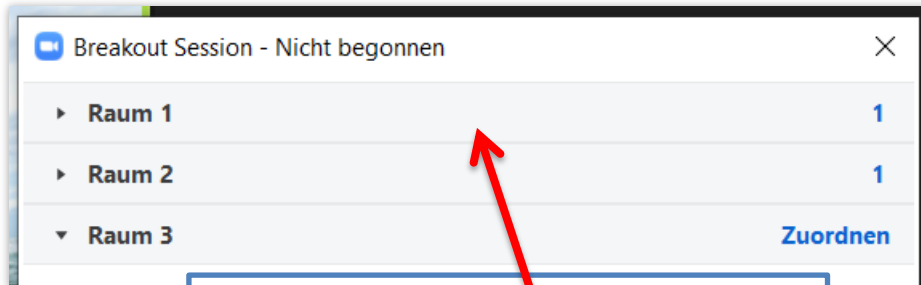 Breakout Session - Nicht begonnen
Raum 1 1
Raum 2 1
Raum 3 Zuordnen